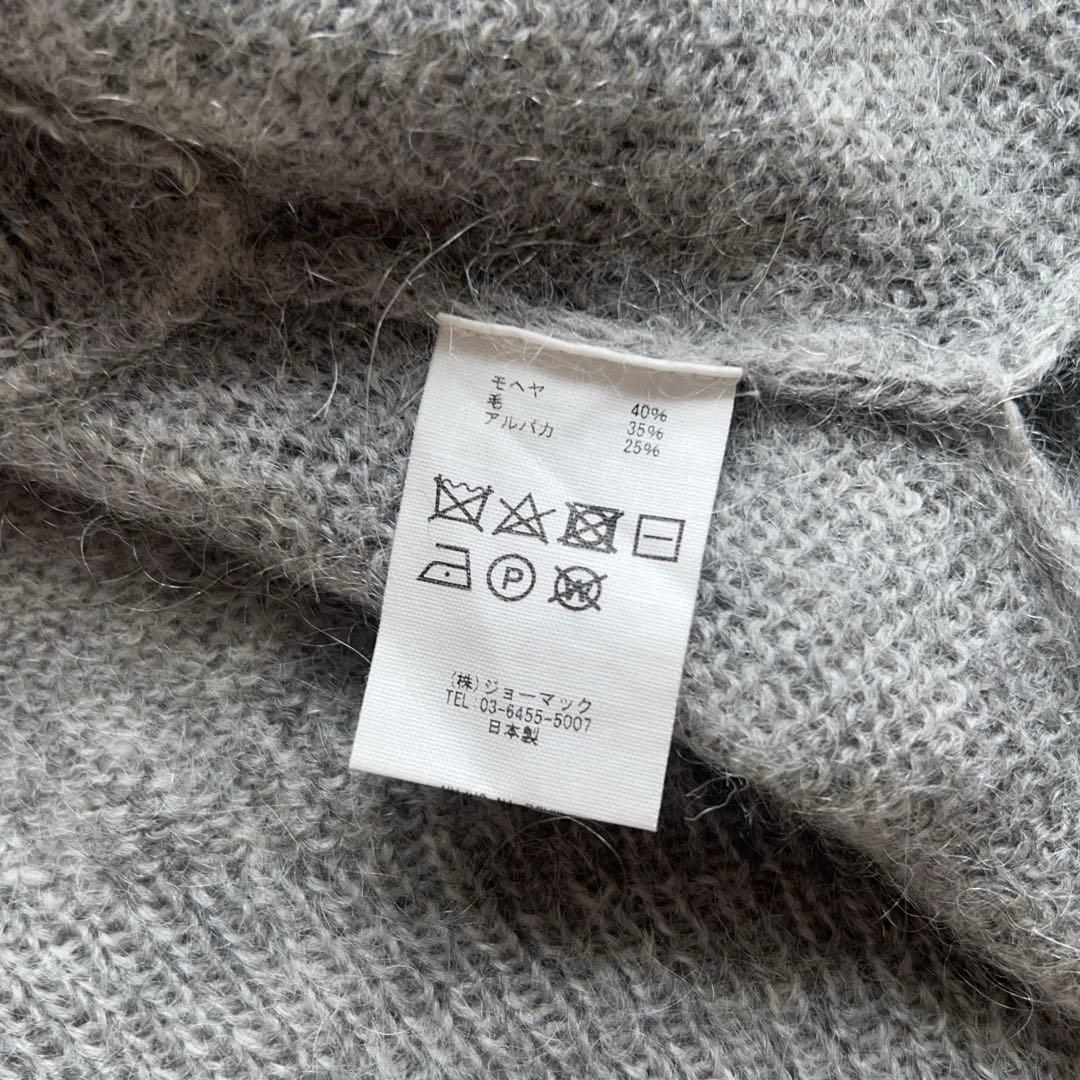 モヘヤ 40%
毛 35%
アルパカ 25%
P
W
(株)ジョーマック
TEL:03-6455-5007
日本製